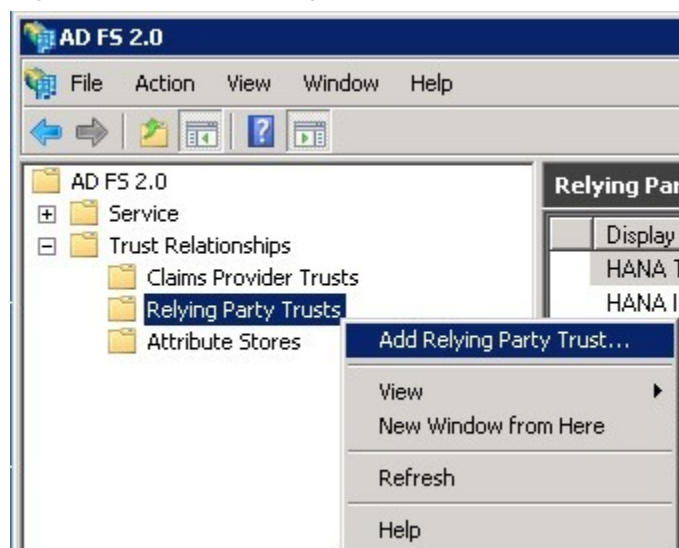 AD FS 2.0
File Action View Window Help
AD FS 2.0
Service
Trust Relationships
Claims Provider Trusts
Relying Party Trusts
Attribute Stores
Relying Par
Display
HANA T
HANA I
Add Relying Party Trust...
View
New Window from Here
Refresh
Help